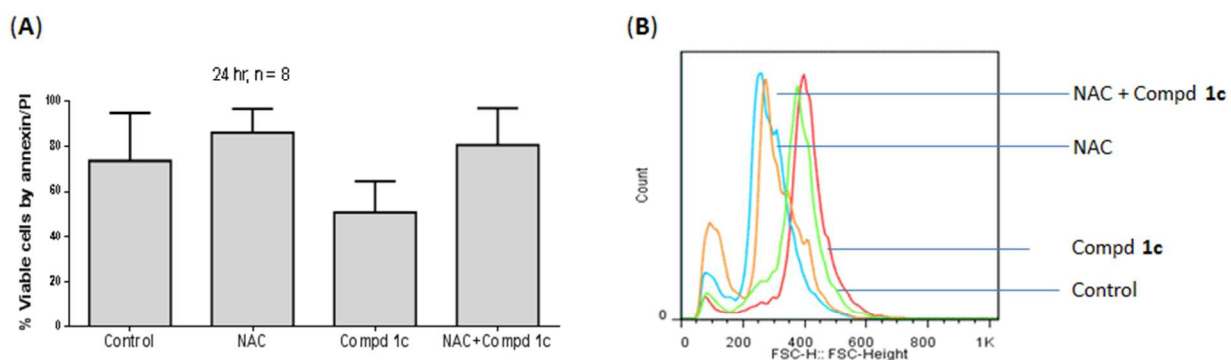 (A)
24 hr, n = 8
% Viable cells by annexin/PI
100
80
60
40
20
0
Control NAC Compd 1c NAC+Compd 1c
(B)
Count
0
0 200 400 600 800 1K
FSC-H:: FSC-Height
NAC + Compd 1c
NAC
Compd 1c
Control